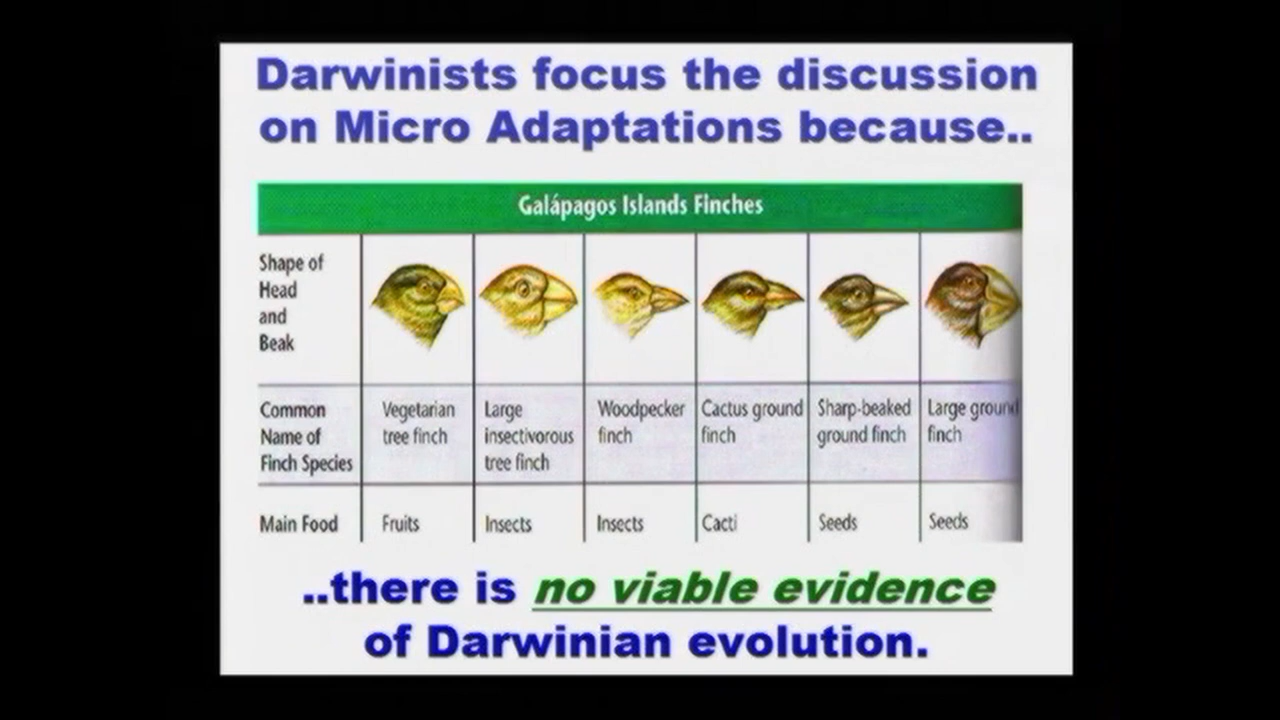 Darwinists focus the discussion
on Micro Adaptations because..
Galápagos Islands Finches
Shape of
Head
and
Beak
Common
Name of
Finch Species
Vegetarian
tree finch
Large
insectivorous
tree finch
Woodpecker
finch
Cactus ground
finch
Sharp-beaked
ground finch
Large ground
finch
Main Food
Fruits
Insects
Insects
Cacti
Seeds
Seeds
..there is no viable evidence
of Darwinian evolution.